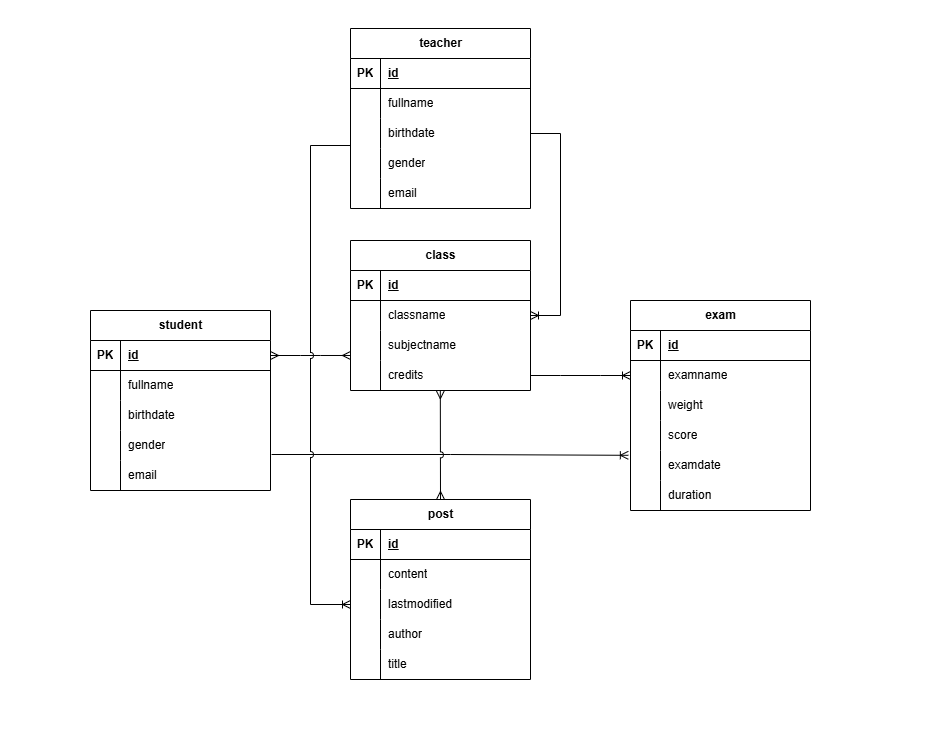 teacher
PK id
fullname
birthdate
gender
email
class
PK id
classname
subjectname
credits
student
PK id
fullname
birthdate
gender
email
exam
PK id
examname
weight
score
examdate
duration
post
PK id
content
lastmodified
author
title